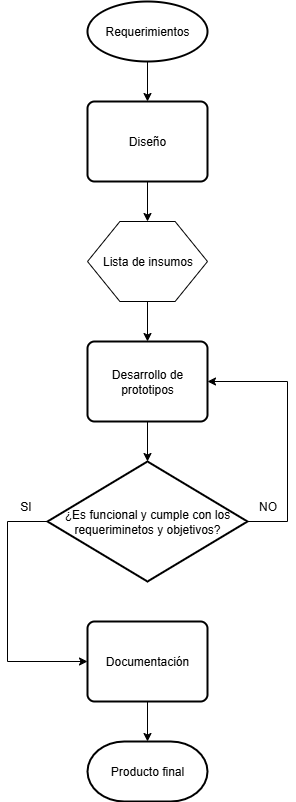 Requerimientos
Diseño
Lista de insumos
Desarrollo de
prototipos
¿Es funcional y cumple con los
requeriminetos y objetivos?
SI
NO
Documentación
Producto final